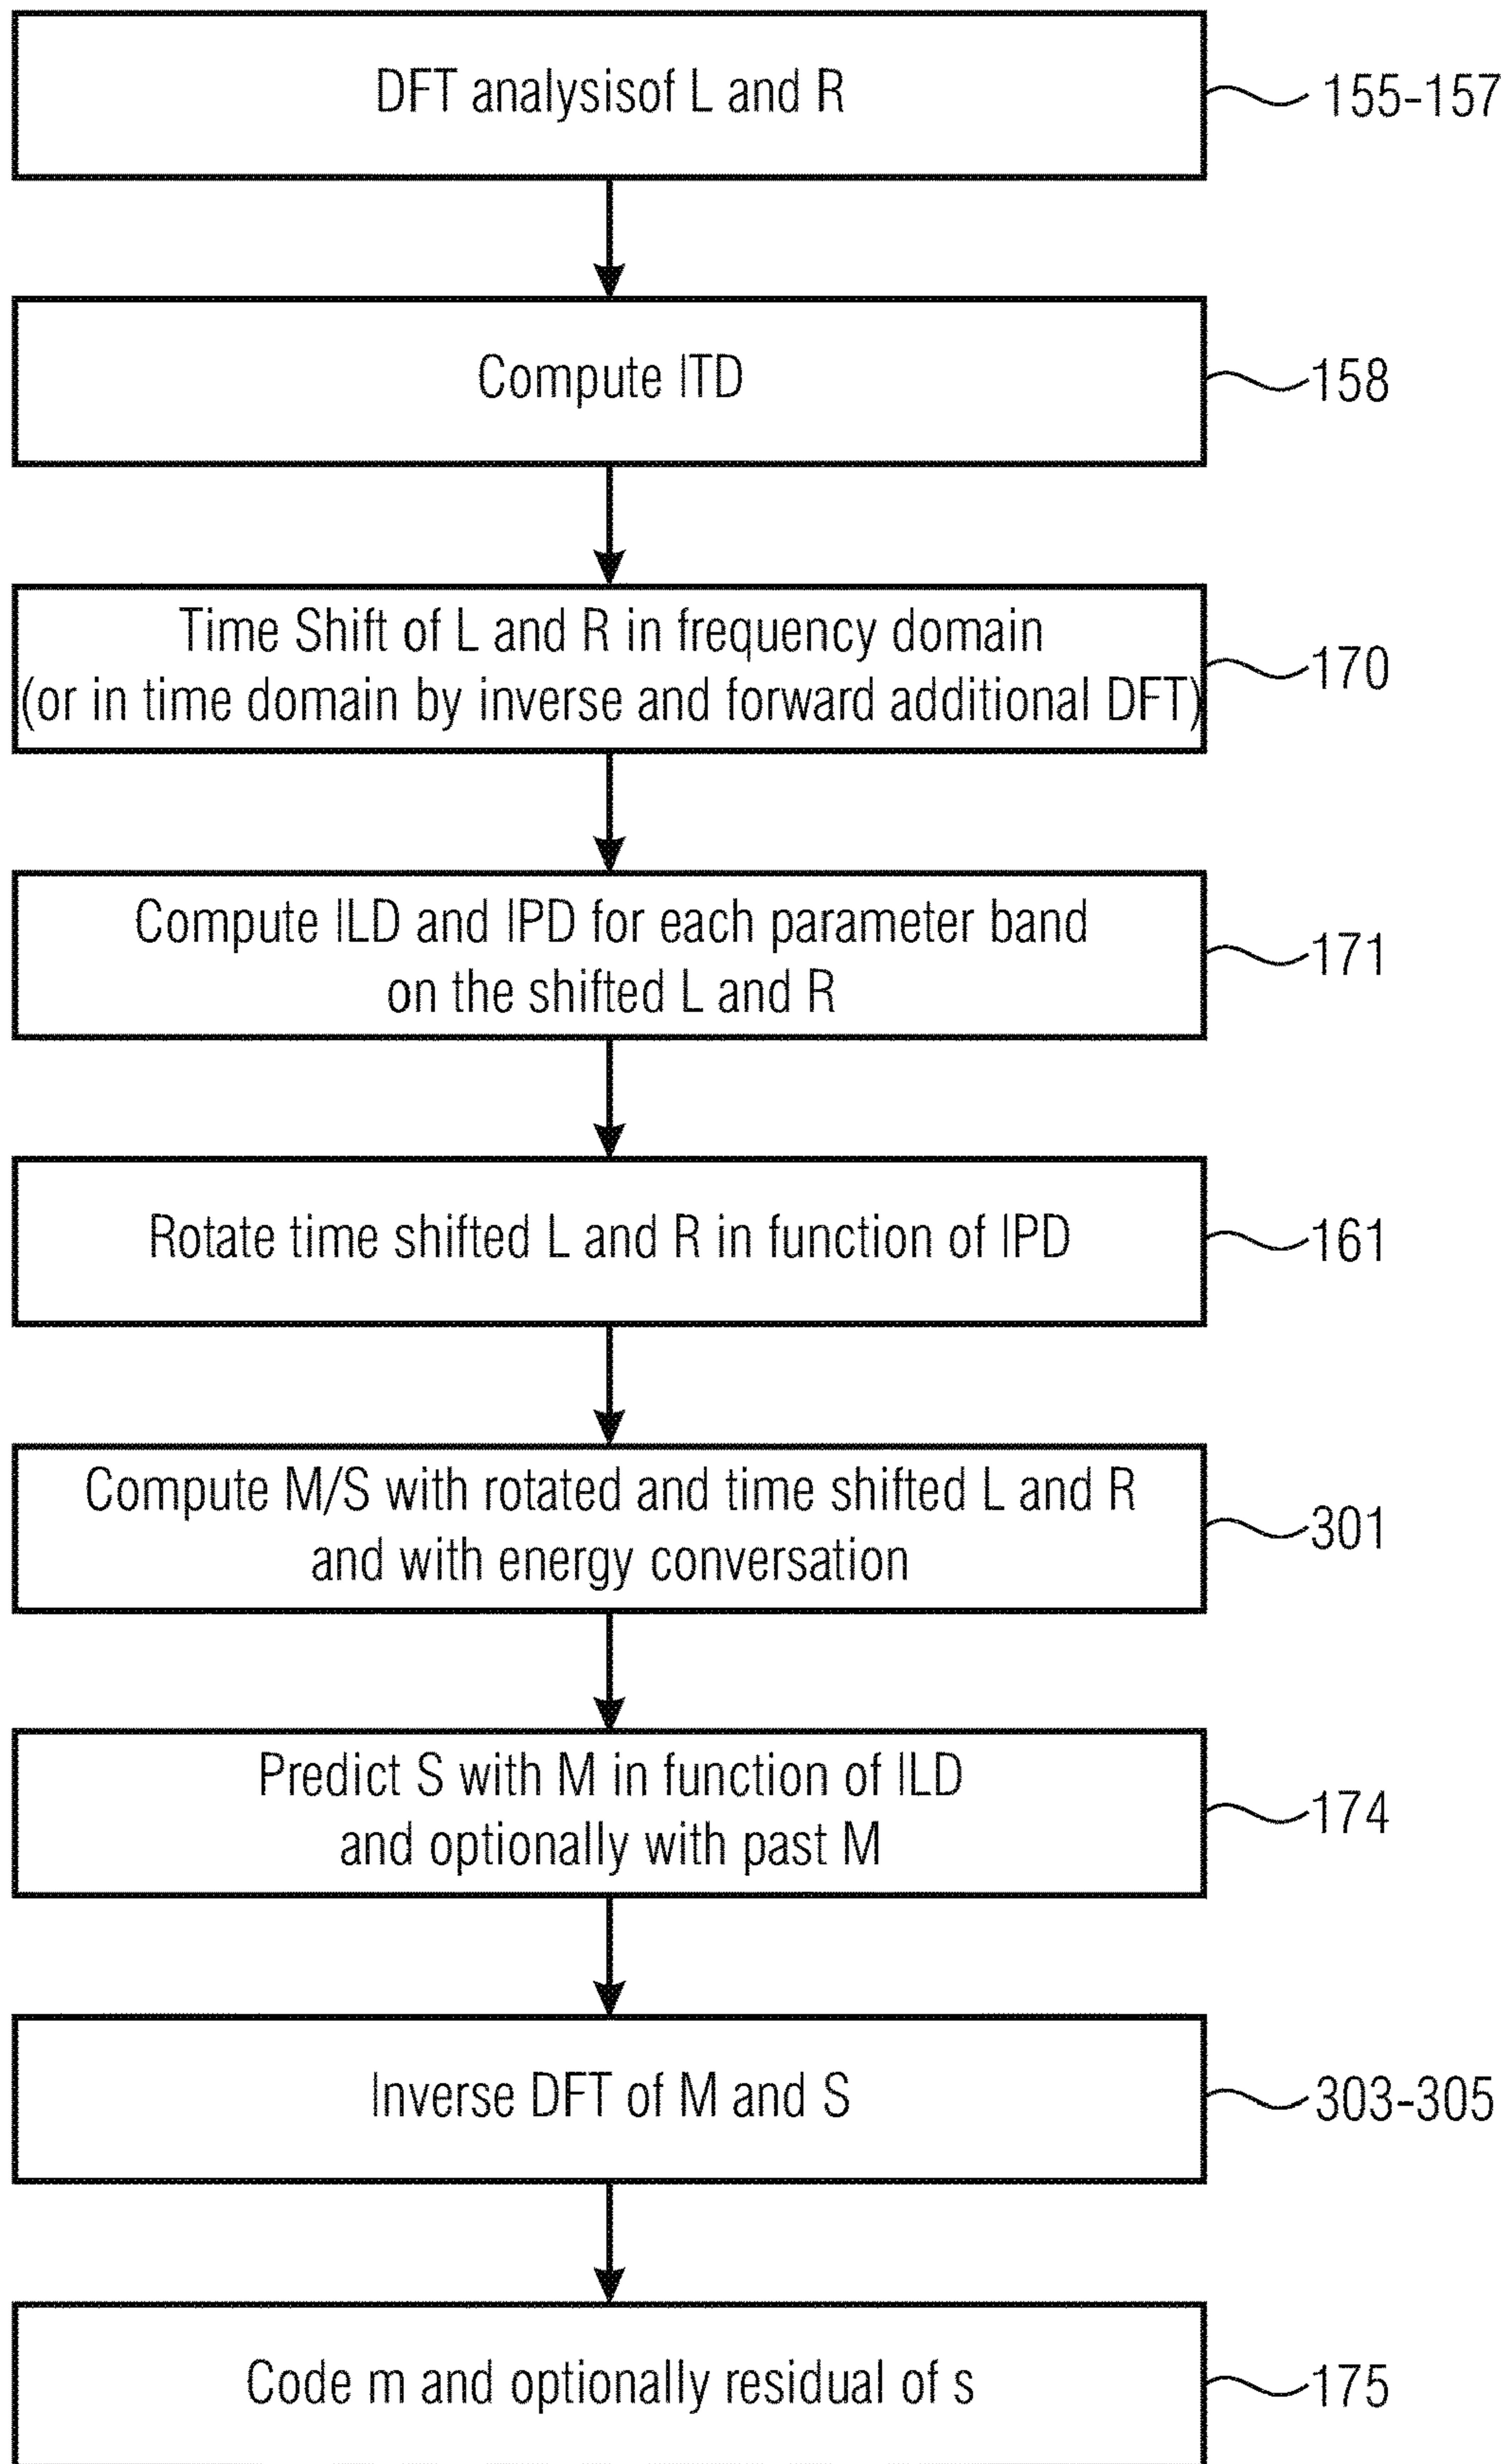 DFT analysisof L and R
155-157
Compute ITD
158
Time Shift of L and R in frequency domain
(or in time domain by inverse and forward additional DFT)
170
Compute ILD and IPD for each parameter band
on the shifted L and R
171
Rotate time shifted L and R in function of IPD
161
Compute M/S with rotated and time shifted L and R
and with energy conversation
301
Predict S with M in function of ILD
and optionally with past M
174
Inverse DFT of M and S
303-305
Code m and optionally residual of s
175